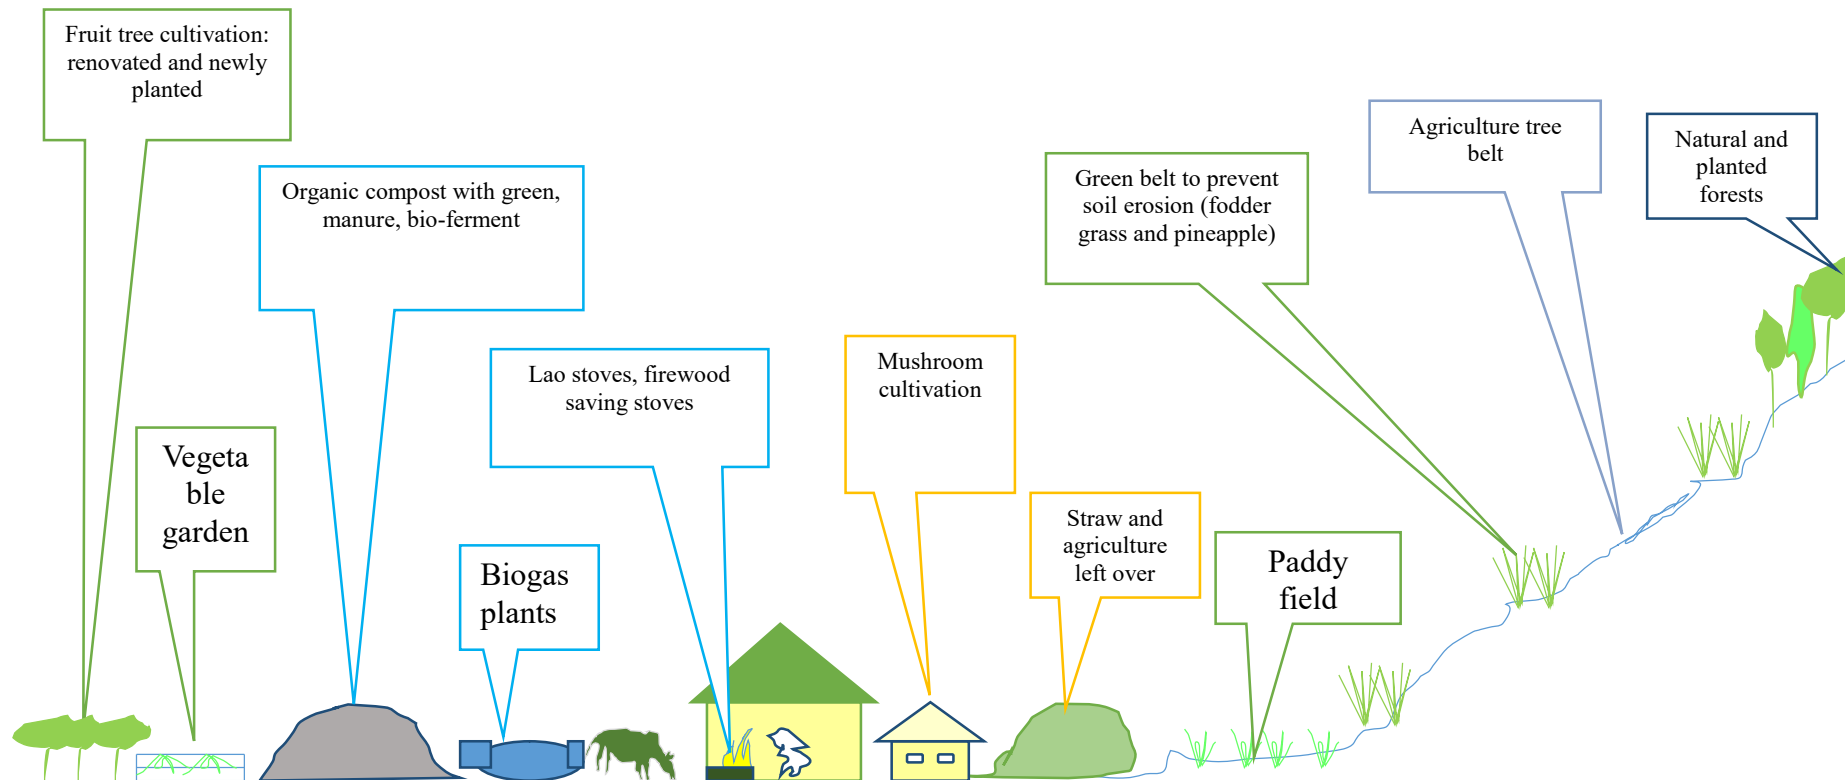 Fruit tree cultivation:
renovated and newly
planted
Organic compost with green,
manure, bio-ferment
Vegeta
ble
garden
Lao stoves, firewood
saving stoves
Biogas
plants
Mushroom
cultivation
Straw and
agriculture
left over
Green belt to prevent
soil erosion (fodder
grass and pineapple)
Paddy
field
Agriculture tree
belt
Natural and
planted
forests